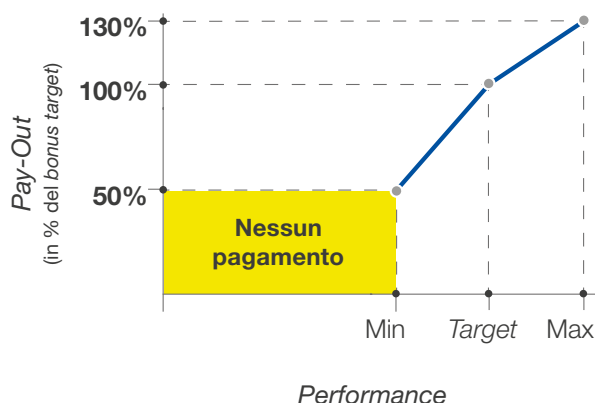 130%
100%
50%
Pay-Out
(in % del bonus target)
Nessun
pagamento
Min
Target
Max
Performance